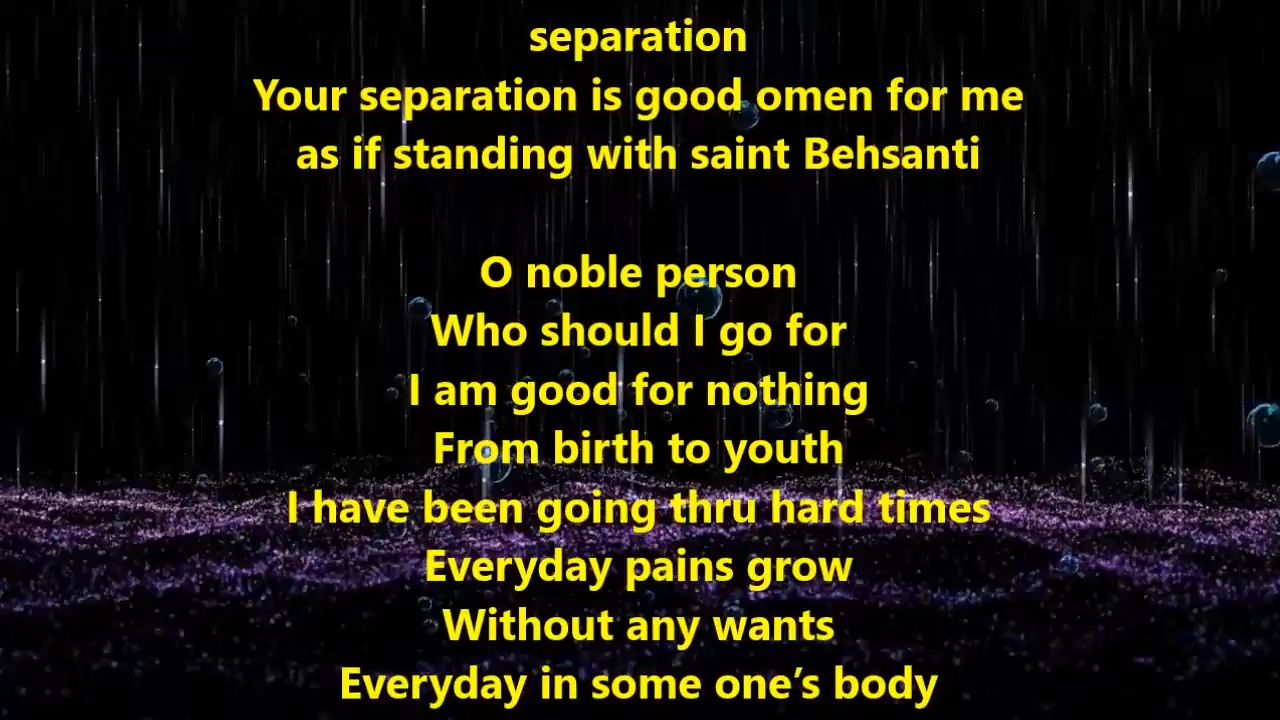 separation
Your separation is good omen for me
as if standing with saint Behsanti
O noble person
Who should I go for
I am good for nothing
From birth to youth
I have been going thru hard times
Everyday pains grow
Without any wants
Everyday in some one’s body